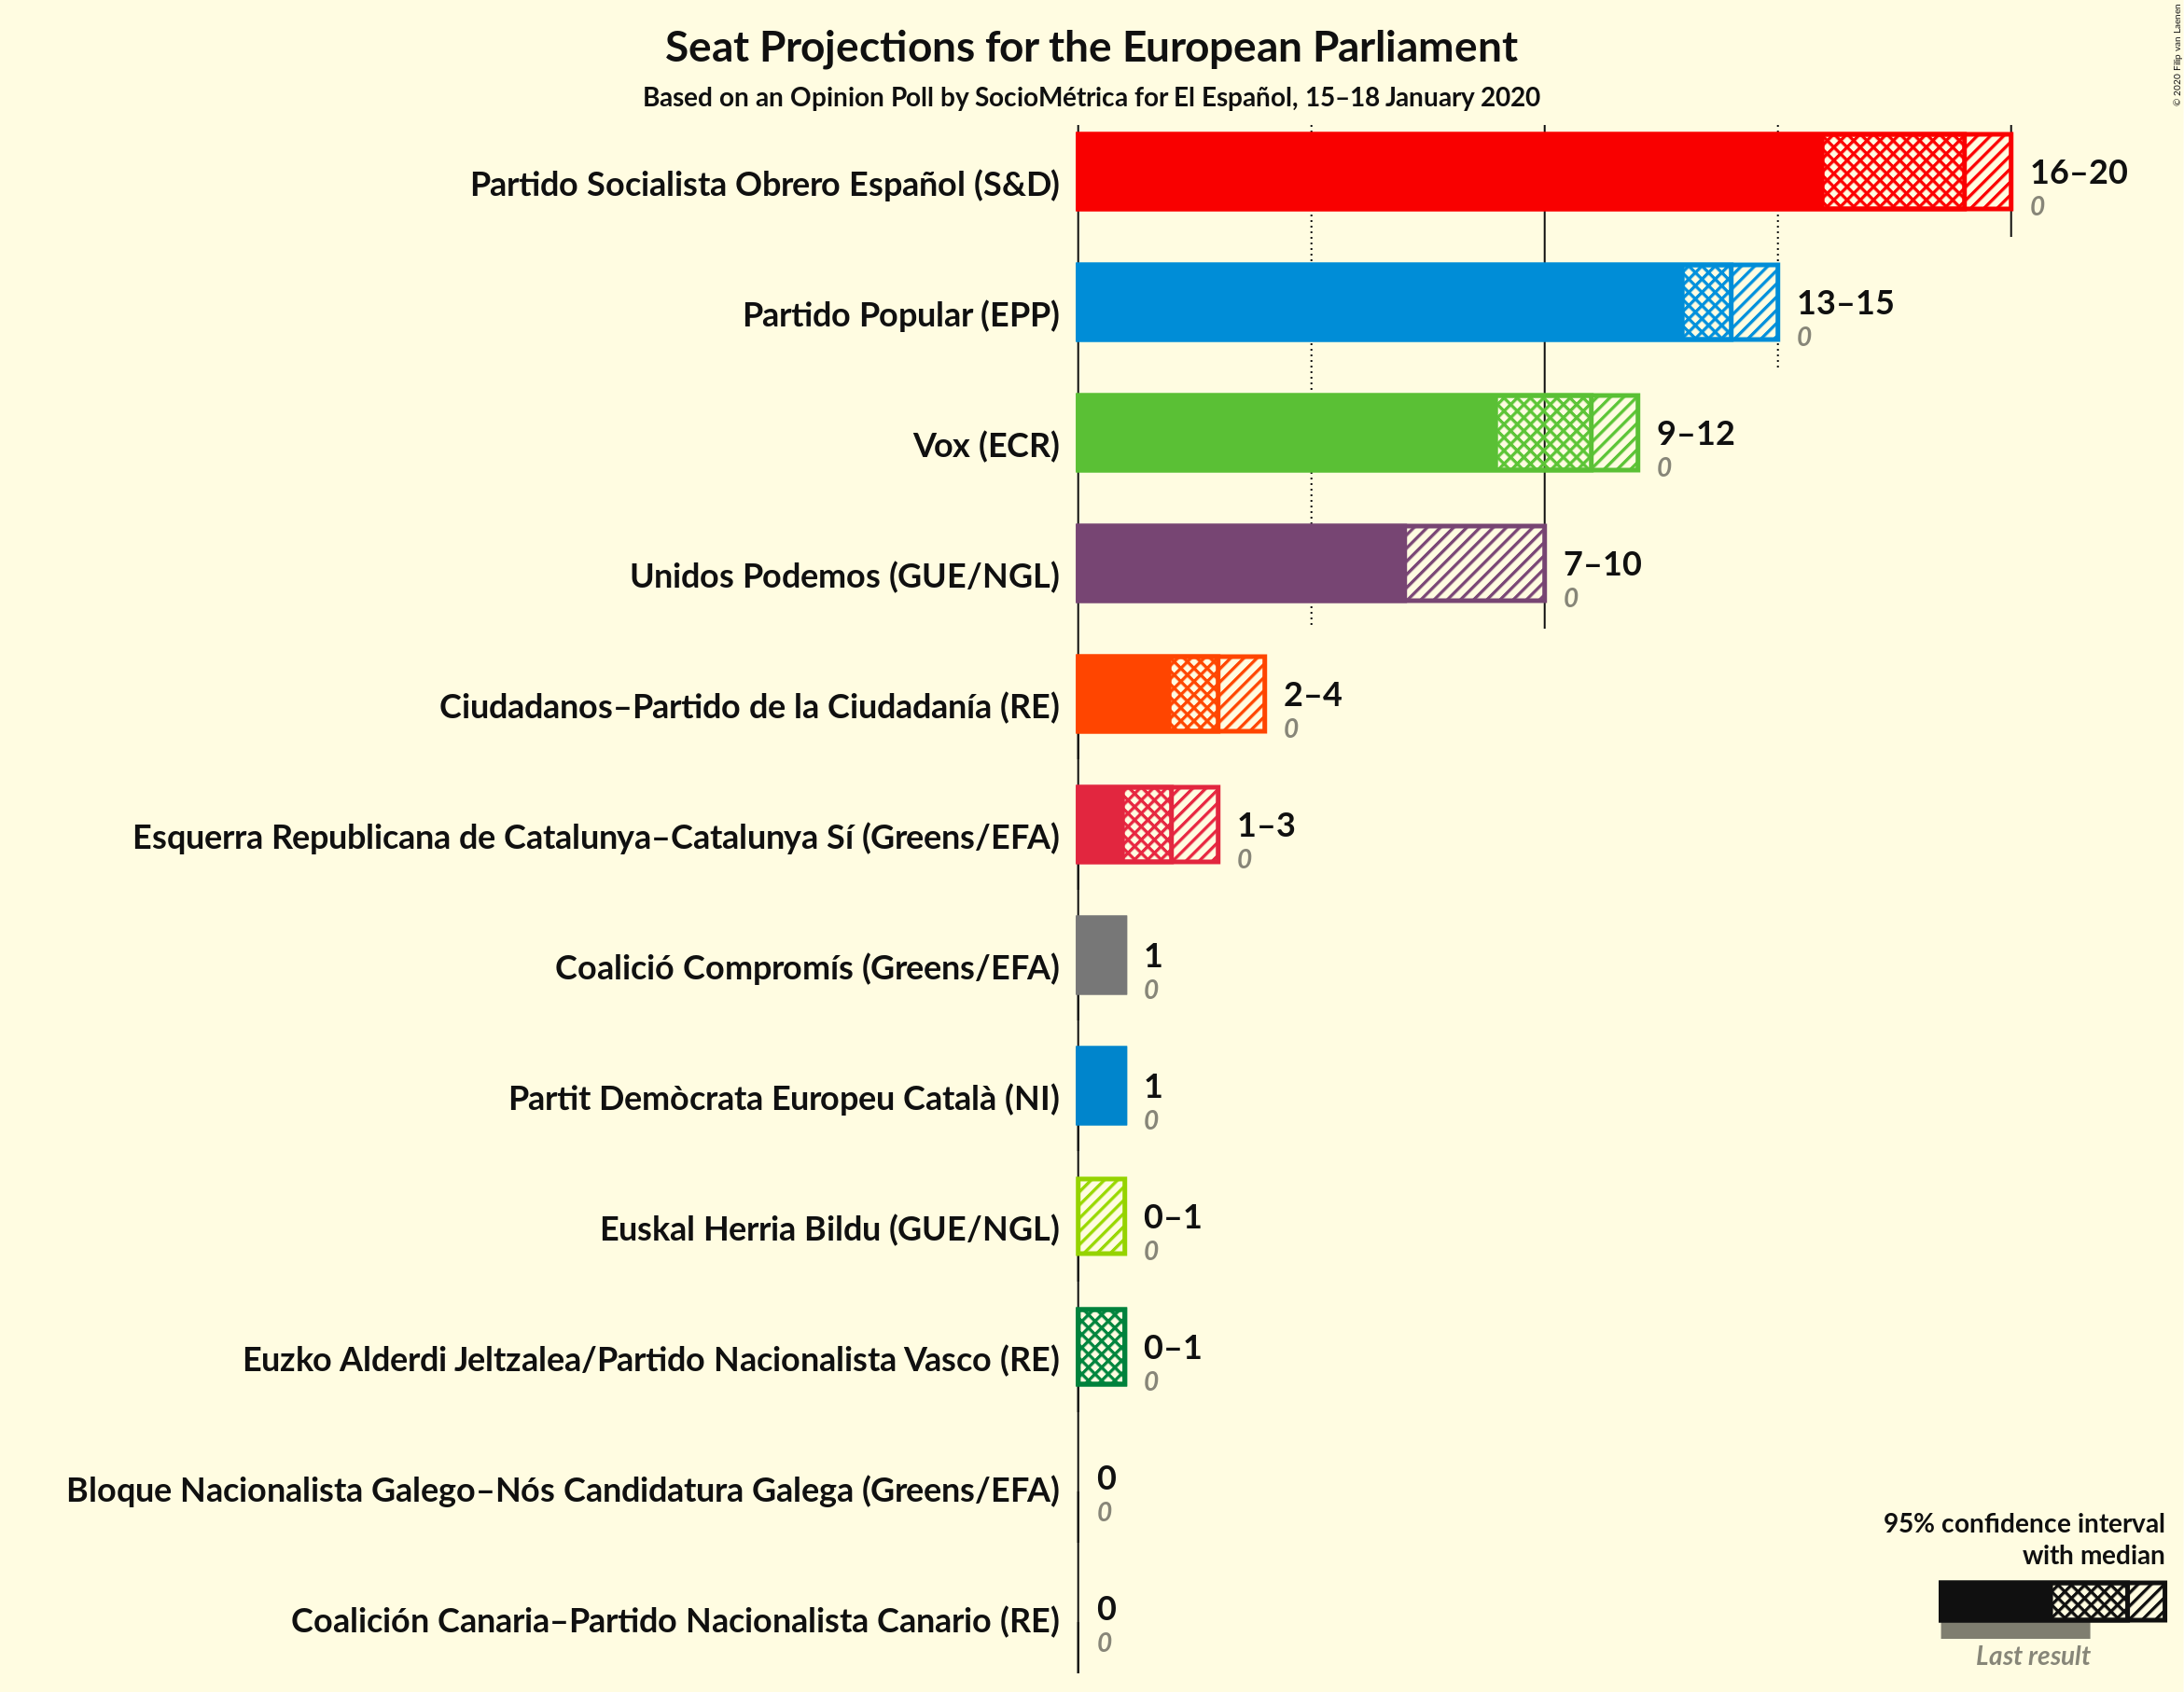 Seat Projections for the European Parliament
Based on an Opinion Poll by SocioMétrica for El Español, 15–18 January 2020
© 2020 Filip van Laenen
Partido Socialista Obrero Español (S&D)
16–20
0
Partido Popular (EPP)
13–15
0
Vox (ECR)
9–12
0
Unidos Podemos (GUE/NGL)
7–10
0
Ciudadanos–Partido de la Ciudadanía (RE)
2–4
0
Esquerra Republicana de Catalunya–Catalunya Sí (Greens/EFA)
1–3
0
Coalició Compromís (Greens/EFA)
1
0
Partit Demòcrata Europeu Català (NI)
1
0
Euskal Herria Bildu (GUE/NGL)
0–1
0
Euzko Alderdi Jeltzalea/Partido Nacionalista Vasco (RE)
0–1
0
Bloque Nacionalista Galego–Nós Candidatura Galega (Greens/EFA)
0
0
Coalición Canaria–Partido Nacionalista Canario (RE)
0
0
95% confidence interval
with median
Last result